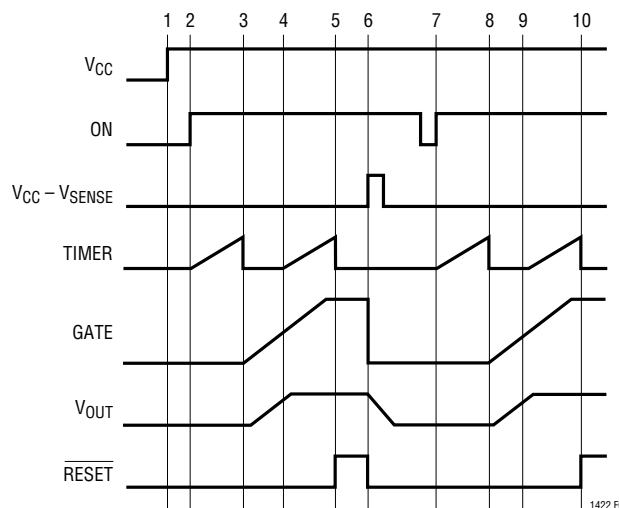 1 2 3 4 5 6 7 8 9 10
VCC
ON
VCC – VSENSE
TIMER
GATE
VOUT
RESET
1422